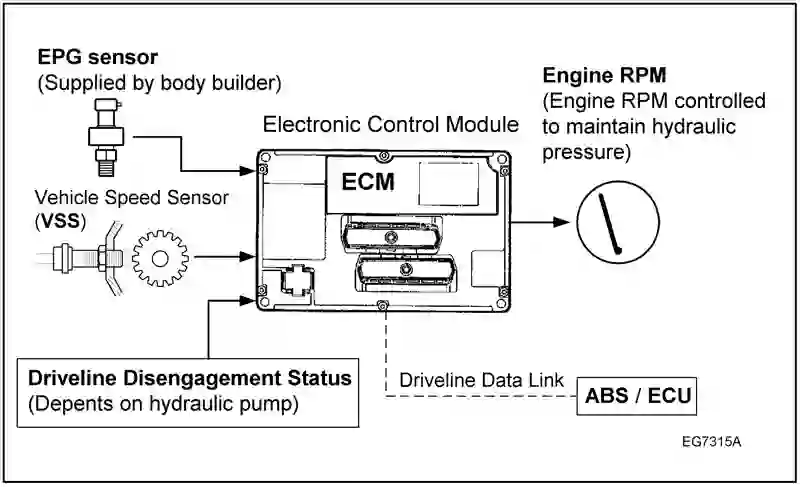 EPG sensor
(Supplied by body builder)
Electronic Control Module
Engine RPM
(Engine RPM controlled
to maintain hydraulic
pressure)
ECM
Vehicle Speed Sensor
(VSS)
Driveline Disengagement Status
(Depents on hydraulic pump)
Driveline Data Link
ABS / ECU
EG7315A